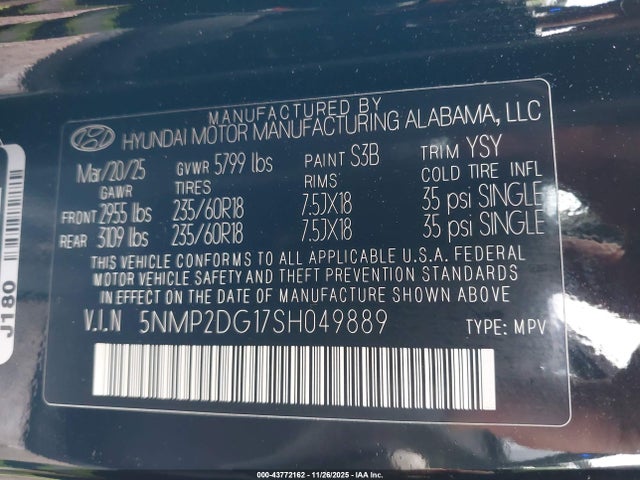 MANUFACTURED BY
HYUNDAI MOTOR MANUFACTURING ALABAMA, LLC
Mar/20/25 GVWR 5799 lbs PAINT S3B TRIM YSY
GAWR TIRES RIMS COLD TIRE INFL
FRONT 2955 lbs 235/60R18 7.5JX18 35 psi SINGLE
REAR 3109 lbs 235/60R18 7.5JX18 35 psi SINGLE
THIS VEHICLE CONFORMS TO ALL APPLICABLE U.S.A. FEDERAL
MOTOR VEHICLE SAFETY AND THEFT PREVENTION STANDARDS
IN EFFECT ON THE DATE OF MANUFACTURE SHOWN ABOVE
V.I.N 5NMP2DG17SH049889 TYPE: MPV
J180
000-43772162 - 11/26/2025 - IAA Inc.